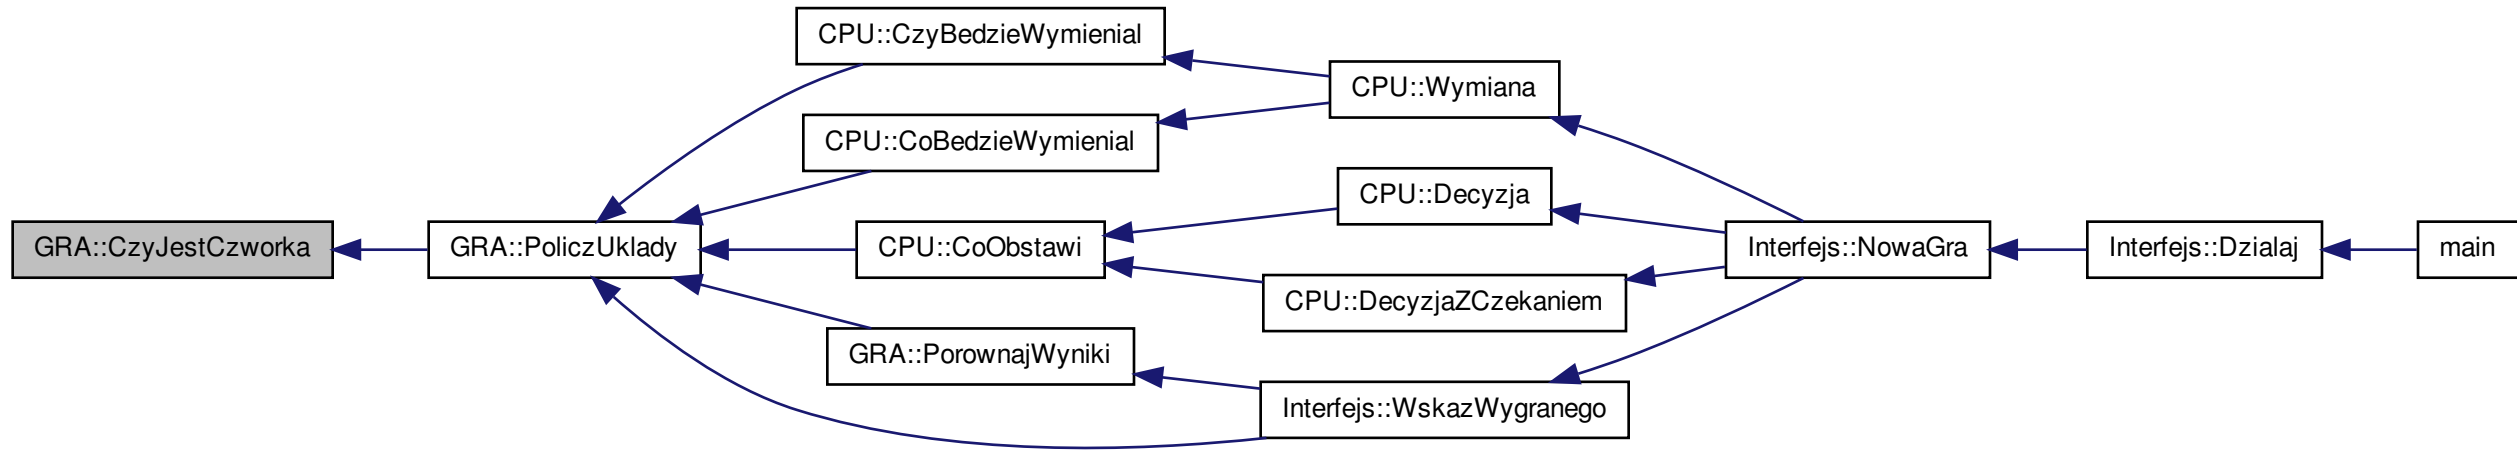 CPU::CzyBedzieWymienial
CPU::Wymiana
CPU::CoBedzieWymienial
CPU::Decyzja
GRA::CzyJestCzworka
GRA::PoliczUklady
CPU::CoObstawi
Interfejs::NowaGra
Interfejs::Dzialaj
main
CPU::DecyzjaZCzekaniem
GRA::PorownajWyniki
Interfejs::WskazWygranego